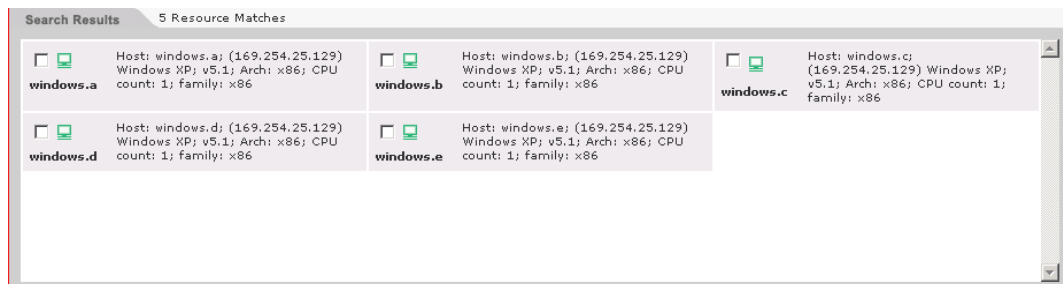 Search Results
5 Resource Matches
Host: windows.a; (169.254.25.129)
Windows XP; v5.1; Arch: x86; CPU
count: 1; family: x86
windows.a
Host: windows.b; (169.254.25.129)
Windows XP; v5.1; Arch: x86; CPU
count: 1; family: x86
windows.b
Host: windows.c;
(169.254.25.129) Windows XP;
v5.1; Arch: x86; CPU count: 1;
family: x86
windows.c
Host: windows.d; (169.254.25.129)
Windows XP; v5.1; Arch: x86; CPU
count: 1; family: x86
windows.d
Host: windows.e; (169.254.25.129)
Windows XP; v5.1; Arch: x86; CPU
count: 1; family: x86
windows.e